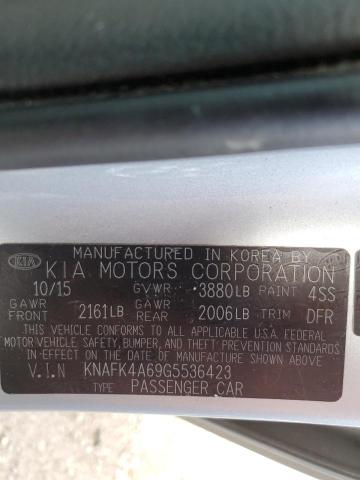 MANUFACTURED IN KOREA BY
KIA KIA MOTORS CORPORATION
10/15 GVWR 3880LB PAINT 4SS
GAWR FRONT 2161LB GAWR REAR 2006LB TRIM DFR
THIS VEHICLE CONFORMS TO ALL APPLICABLE U.S.A FEDERAL
MOTOR VEHICLE SAFETY, BUMPER, AND THEFT PREVENTION
STANDARDS IN EFFECT ON THE DATE OF MANUFACTURE SHOWN
ABOVE.
V.I.N KNAFK4A69G5536423
TYPE PASSENGER CAR